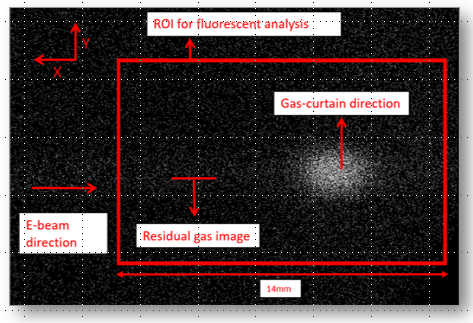 ROI for fluorescent analysis
Y
X
Gas-curtain direction
E-beam
direction
Residual gas image
14mm